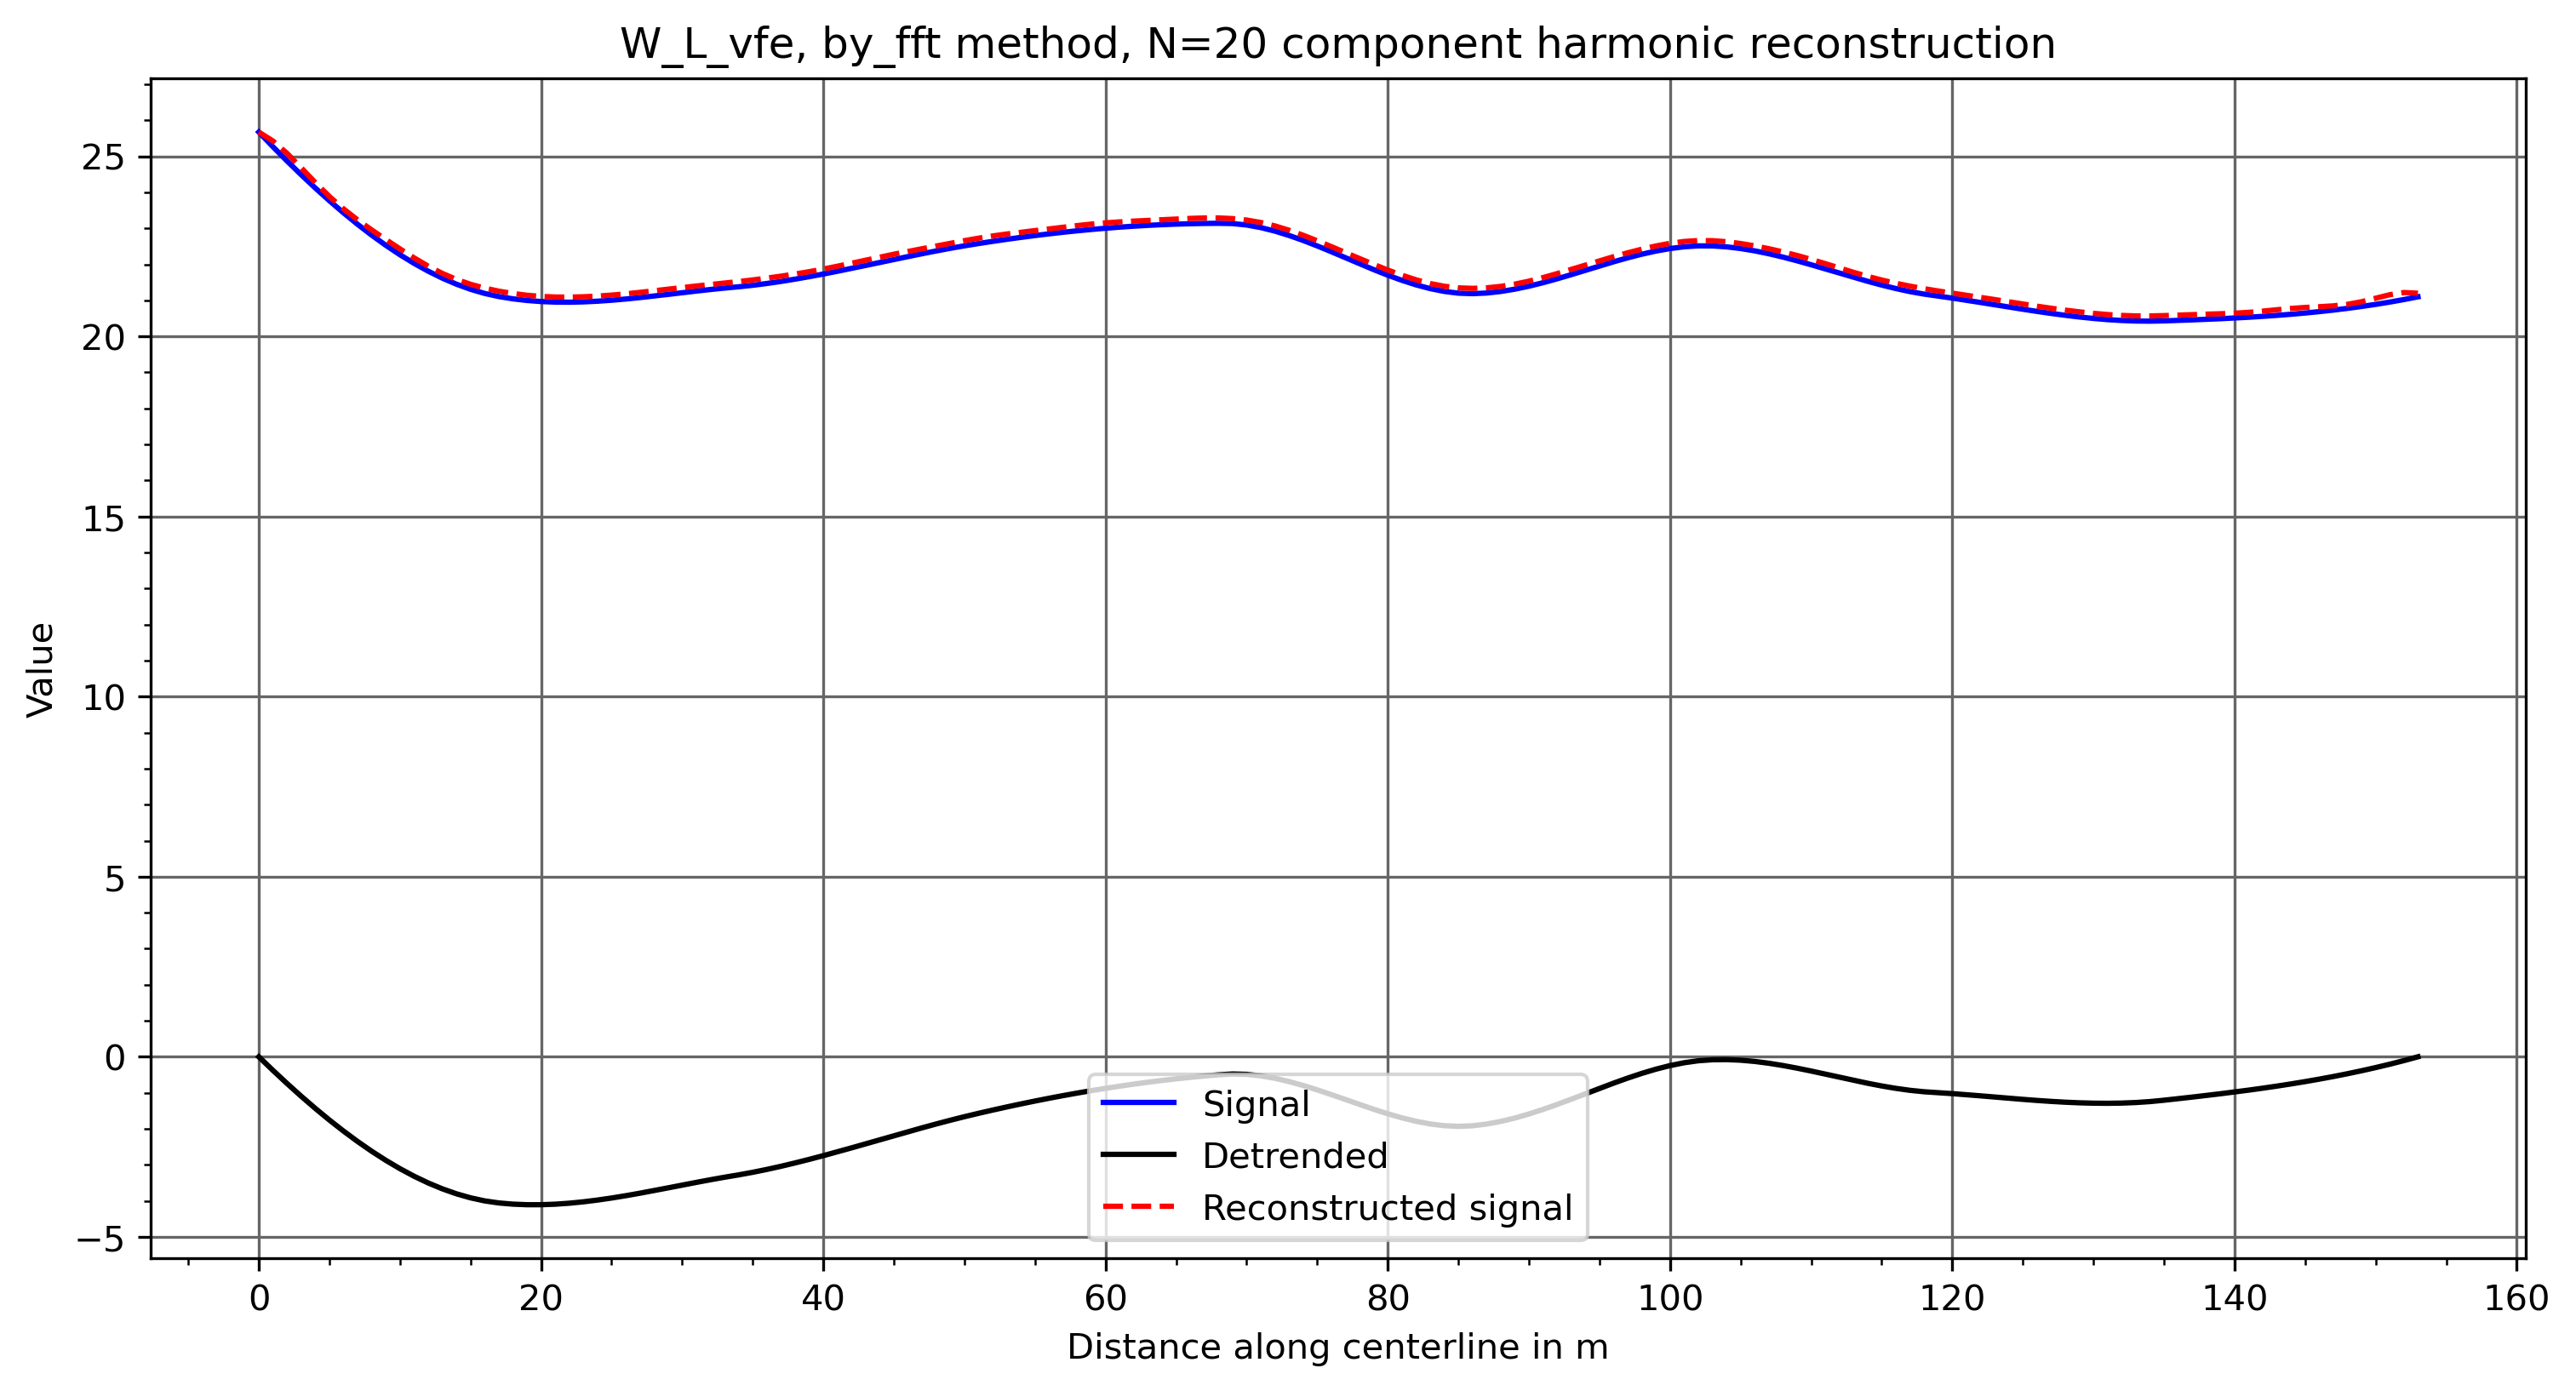 W_L_vfe, by_fft method, N=20 component harmonic reconstruction
25
20
15
10
5
0
−5
Value
Signal
Detrended
Reconstructed signal
0 20 40 60 80 100 120 140 160
Distance along centerline in m